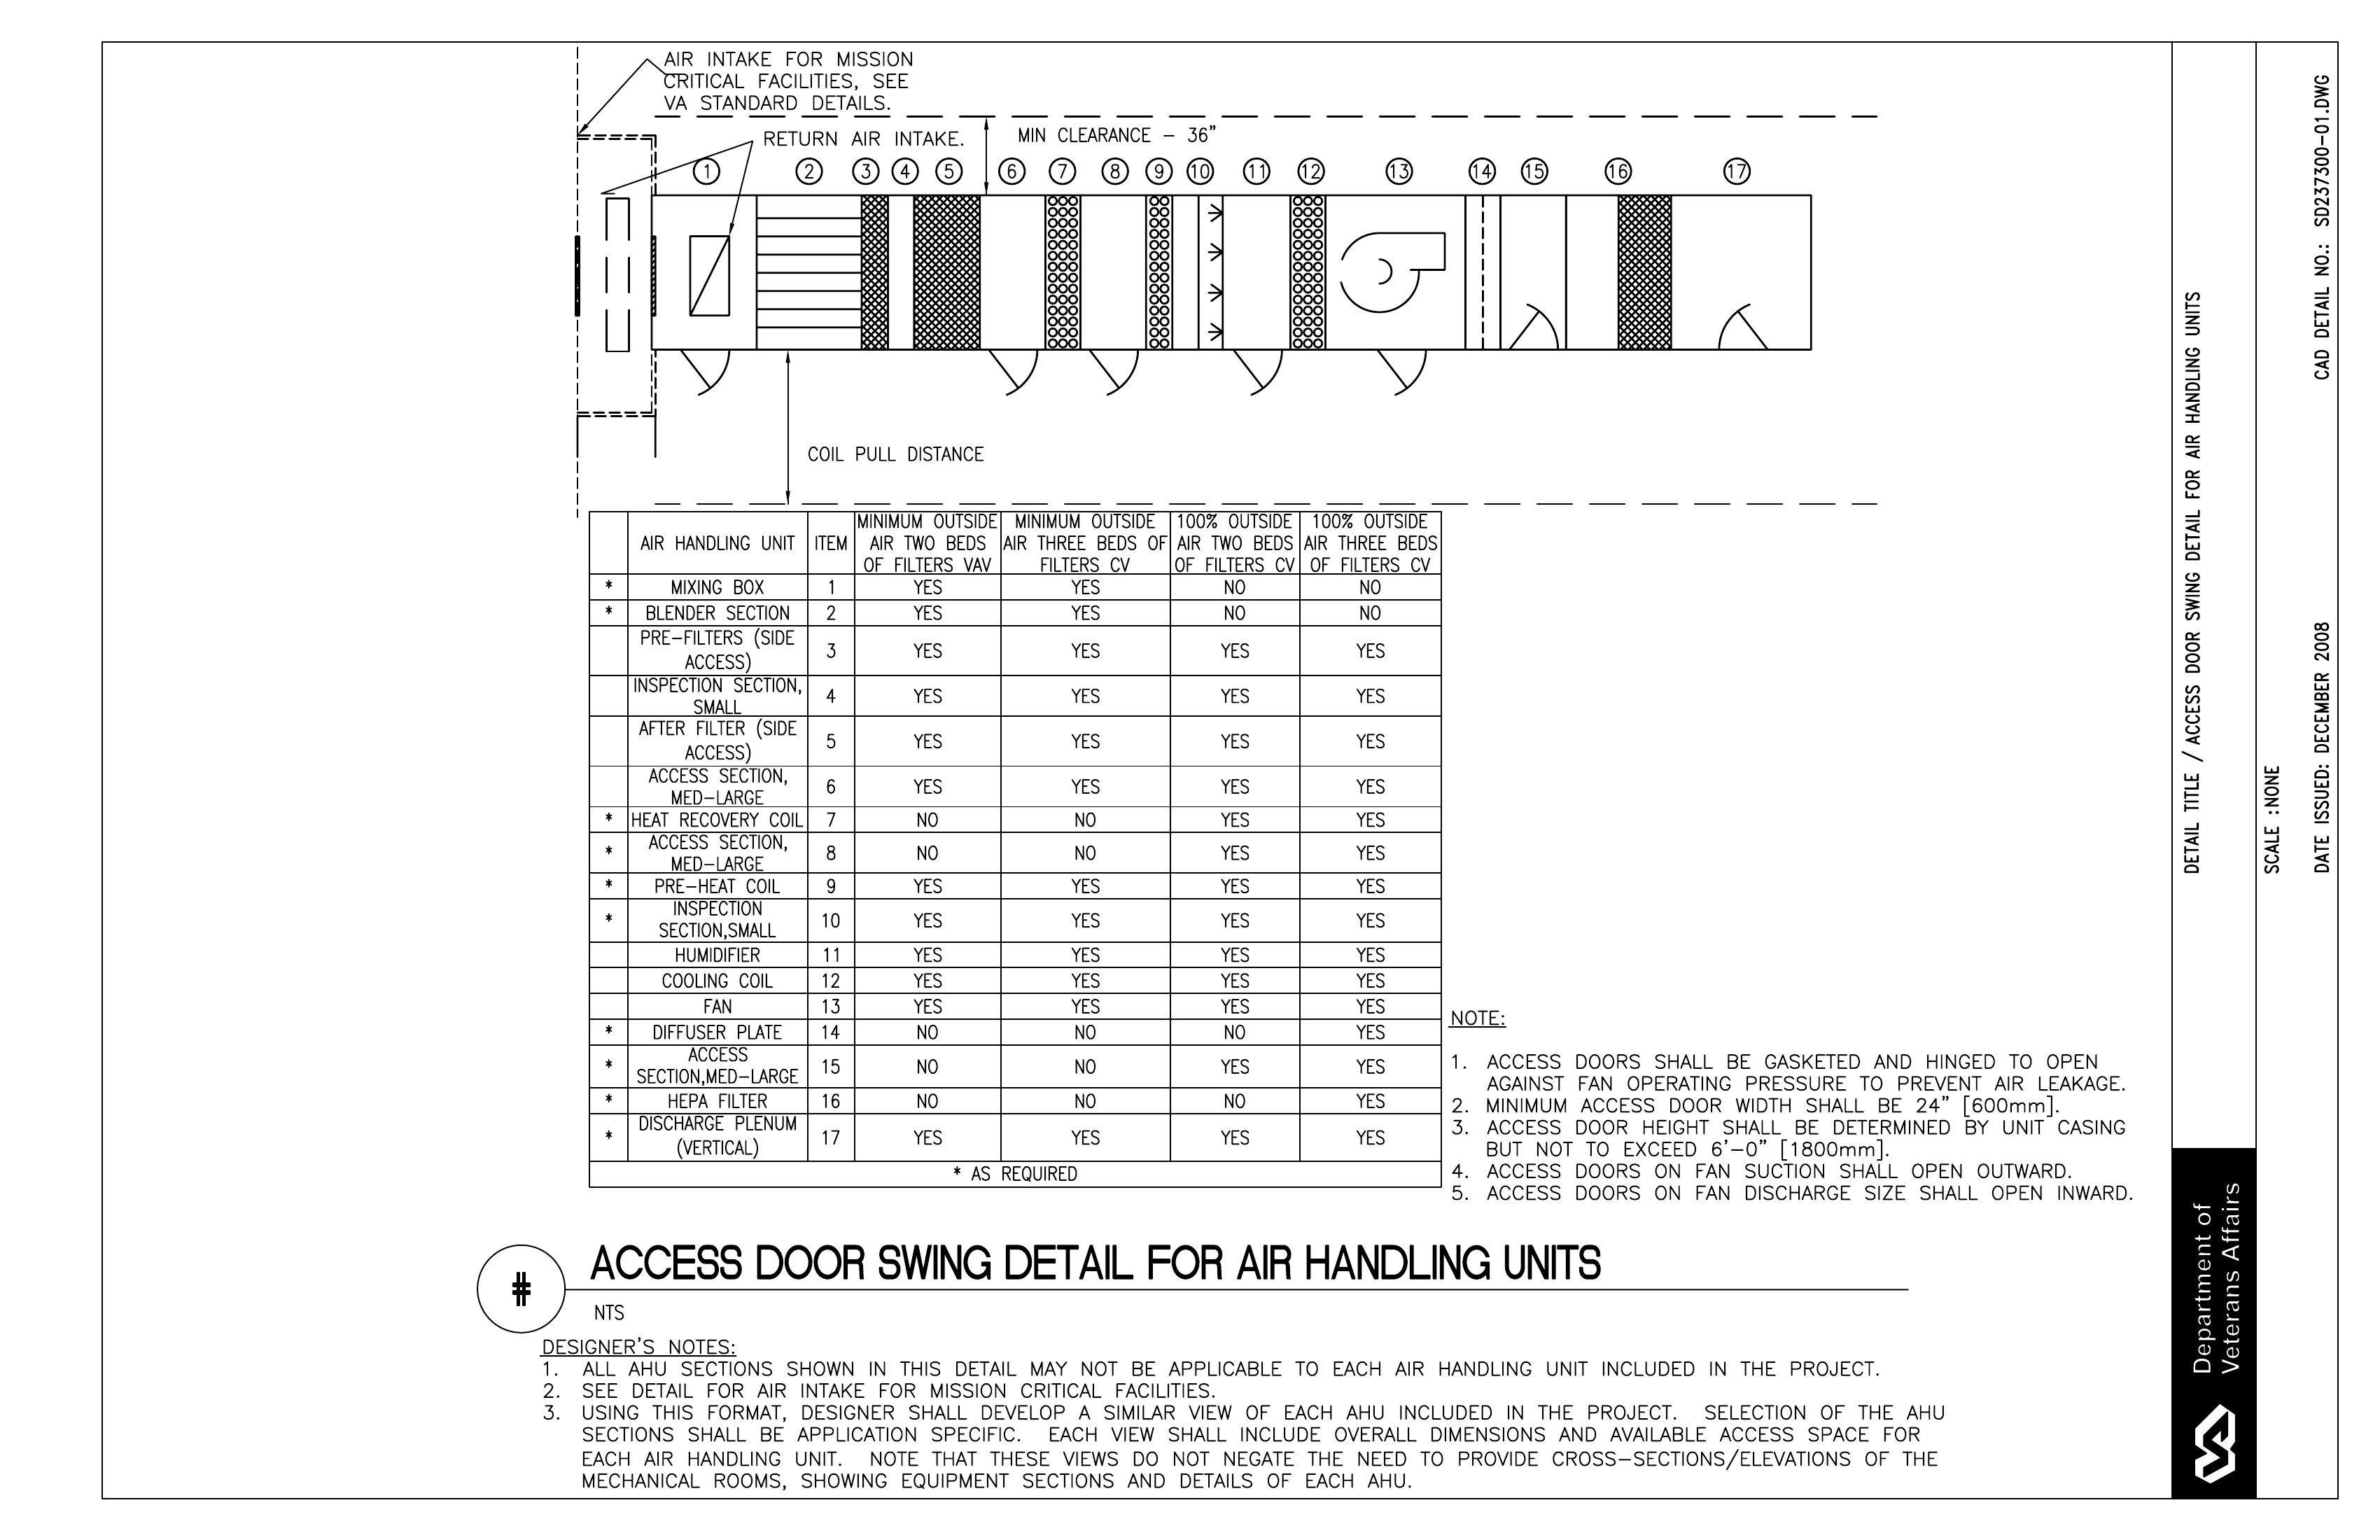 AIR INTAKE FOR MISSION
CRITICAL FACILITIES, SEE
VA STANDARD DETAILS.
RETURN AIR INTAKE.
MIN CLEARANCE - 36"
1 2 3 4 5 6 7 8 9 10 11 12 13 14 15 16 17
COIL PULL DISTANCE
AIR HANDLING UNIT ITEM MINIMUM OUTSIDE AIR TWO BEDS OF FILTERS VAV MINIMUM OUTSIDE AIR THREE BEDS OF FILTERS CV 100% OUTSIDE AIR TWO BEDS OF FILTERS CV 100% OUTSIDE AIR THREE BEDS OF FILTERS CV
* MIXING BOX 1 YES YES NO NO
* BLENDER SECTION 2 YES YES NO NO
PRE-FILTERS (SIDE ACCESS) 3 YES YES YES YES
INSPECTION SECTION, SMALL 4 YES YES YES YES
AFTER FILTER (SIDE ACCESS) 5 YES YES YES YES
ACCESS SECTION, MED-LARGE 6 YES YES YES YES
* HEAT RECOVERY COIL 7 NO NO YES YES
* ACCESS SECTION, MED-LARGE 8 NO NO YES YES
* PRE-HEAT COIL 9 YES YES YES YES
* INSPECTION SECTION,SMALL 10 YES YES YES YES
HUMIDIFIER 11 YES YES YES YES
COOLING COIL 12 YES YES YES YES
FAN 13 YES YES YES YES
* DIFFUSER PLATE 14 NO NO NO YES
* ACCESS SECTION,MED-LARGE 15 NO NO YES YES
* HEPA FILTER 16 NO NO NO YES
* DISCHARGE PLENUM (VERTICAL) 17 YES YES YES YES
* AS REQUIRED
NOTE:
1. ACCESS DOORS SHALL BE GASKETED AND HINGED TO OPEN
AGAINST FAN OPERATING PRESSURE TO PREVENT AIR LEAKAGE.
2. MINIMUM ACCESS DOOR WIDTH SHALL BE 24" [600mm].
3. ACCESS DOOR HEIGHT SHALL BE DETERMINED BY UNIT CASING
BUT NOT TO EXCEED 6'-0" [1800mm].
4. ACCESS DOORS ON FAN SUCTION SHALL OPEN OUTWARD.
5. ACCESS DOORS ON FAN DISCHARGE SIZE SHALL OPEN INWARD.
# ACCESS DOOR SWING DETAIL FOR AIR HANDLING UNITS
NTS
DESIGNER'S NOTES:
1. ALL AHU SECTIONS SHOWN IN THIS DETAIL MAY NOT BE APPLICABLE TO EACH AIR HANDLING UNIT INCLUDED IN THE PROJECT.
2. SEE DETAIL FOR AIR INTAKE FOR MISSION CRITICAL FACILITIES.
3. USING THIS FORMAT, DESIGNER SHALL DEVELOP A SIMILAR VIEW OF EACH AHU INCLUDED IN THE PROJECT. SELECTION OF THE AHU
SECTIONS SHALL BE APPLICATION SPECIFIC. EACH VIEW SHALL INCLUDE OVERALL DIMENSIONS AND AVAILABLE ACCESS SPACE FOR
EACH AIR HANDLING UNIT. NOTE THAT THESE VIEWS DO NOT NEGATE THE NEED TO PROVIDE CROSS-SECTIONS/ELEVATIONS OF THE
MECHANICAL ROOMS, SHOWING EQUIPMENT SECTIONS AND DETAILS OF EACH AHU.
DETAIL TITLE / ACCESS DOOR SWING DETAIL FOR AIR HANDLING UNITS
SCALE :NONE
DATE ISSUED: DECEMBER 2008
CAD DETAIL NO.: SD237300-01.DWG
Department of
Veterans Affairs